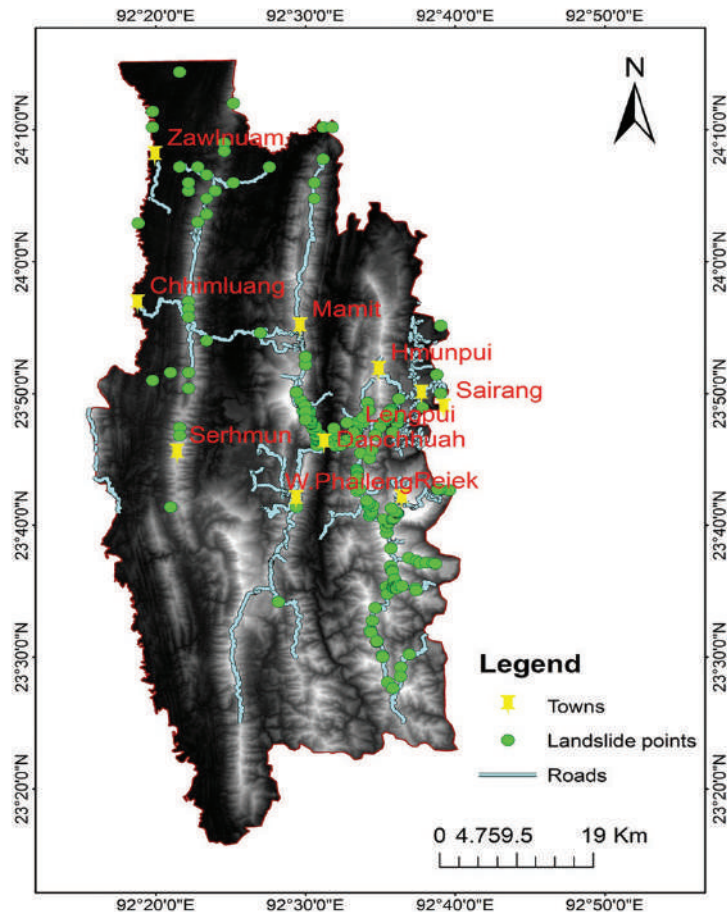 92°20'0"E 92°30'0"E 92°40'0"E 92°50'0"E
N
24°10'0"N 24°10'0"N
Zawlnuam
24°0'0"N 24°0'0"N
Chhimluang
Mamit
Hmunpui
23°50'0"N Sairang 23°50'0"N
Lengpui
Serhmun Dapchhuah
W.Phaileng Reiek
23°40'0"N 23°40'0"N
23°30'0"N 23°30'0"N
Legend
Towns
Landslide points
Roads
23°20'0"N 23°20'0"N
0 4.759.5 19 Km
92°20'0"E 92°30'0"E 92°40'0"E 92°50'0"E